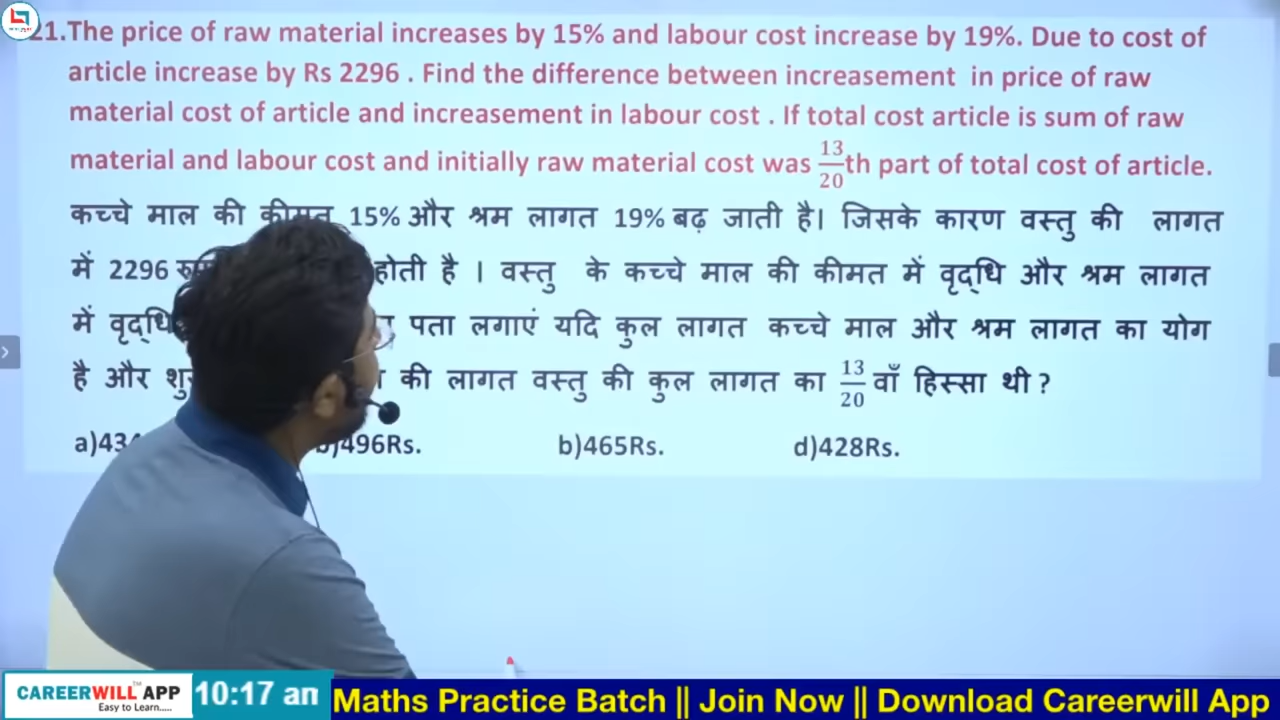 21.The price of raw material increases by 15% and labour cost increase by 19%. Due to cost of
article increase by Rs 2296 . Find the difference between increasement in price of raw
material cost of article and increasement in labour cost . If total cost article is sum of raw
material and labour cost and initially raw material cost was 13/20th part of total cost of article.
कच्चे माल की कीमत 15% और श्रम लागत 19% बढ़ जाती है। जिसके कारण वस्तु की लागत
में 2296 होती है । वस्तु के कच्चे माल की कीमत में वृद्धि और श्रम लागत
में वृद्धि पता लगाएं यदि कुल लागत कच्चे माल और श्रम लागत का योग
है और की लागत वस्तु की कुल लागत का 13/20 वाँ हिस्सा थी ?
a)434 b)496Rs. b)465Rs. d)428Rs.
CAREERWILL APP
Easy to Learn.....
10:17 an
Maths Practice Batch || Join Now || Download Careerwill App